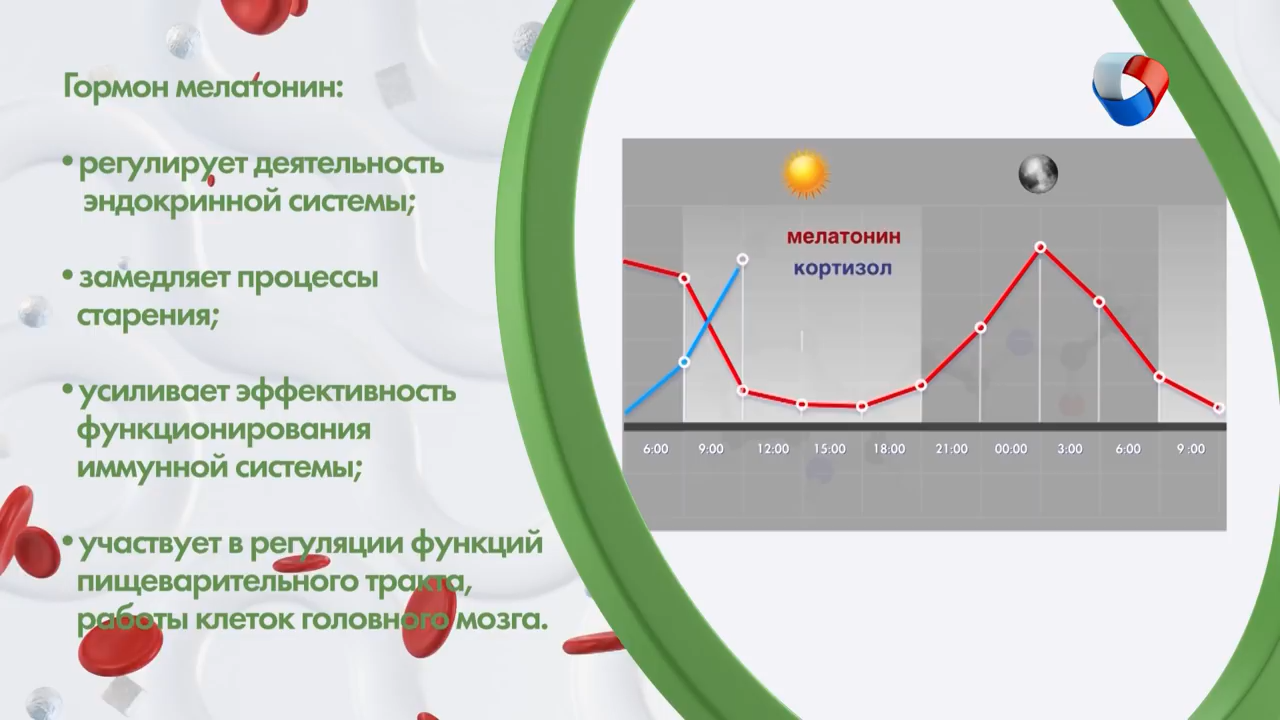 Гормон мелатонин:
• регулирует деятельность
эндокринной системы;
• замедляет процессы
старения;
• усиливает эффективность
функционирования
иммунной системы;
• участвует в регуляции функций
пищеварительного тракта,
работы клеток головного мозга.
мелатонин
кортизол
6:00 9:00 12:00 15:00 18:00 21:00 00:00 3:00 6:00 9 :00